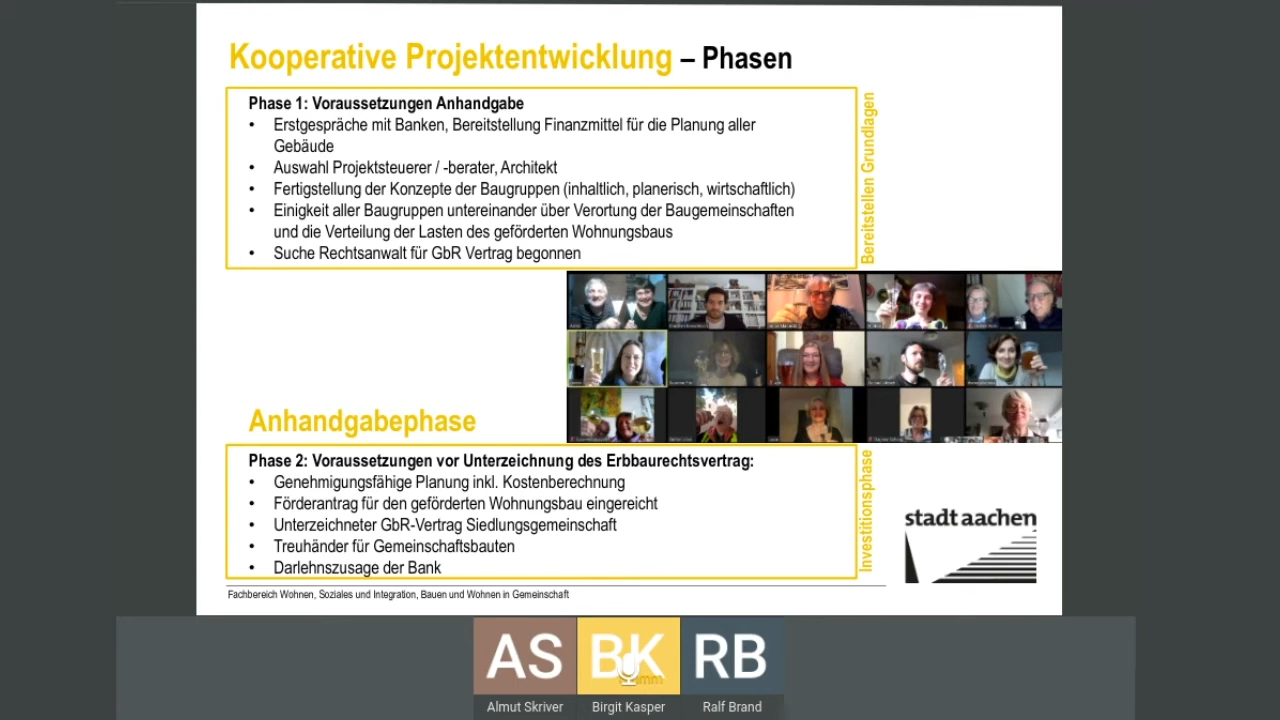 Kooperative Projektentwicklung – Phasen
Phase 1: Voraussetzungen Anhandgabe
• Erstgespräche mit Banken, Bereitstellung Finanzmittel für die Planung aller
Gebäude
• Auswahl Projektsteuerer / -berater, Architekt
• Fertigstellung der Konzepte der Baugruppen (inhaltlich, planerisch, wirtschaftlich)
• Einigkeit aller Baugruppen untereinander über Verortung der Baugemeinschaften
und die Verteilung der Lasten des geförderten Wohnungsbaus
• Suche Rechtsanwalt für GbR Vertrag begonnen
Bereitstellen Grundlagen
Anhandgabephase
Phase 2: Voraussetzungen vor Unterzeichnung des Erbbaurechtsvertrag:
• Genehmigungsfähige Planung inkl. Kostenberechnung
• Förderantrag für den geförderten Wohnungsbau eingereicht
• Unterzeichneter GbR-Vertrag Siedlungsgemeinschaft
• Treuhänder für Gemeinschaftsbauten
• Darlehnszusage der Bank
Investitionsphase
stadt aachen
Fachbereich Wohnen, Soziales und Integration, Bauen und Wohnen in Gemeinschaft
AS
BK
RB
Almut Skriver
Birgit Kasper
Ralf Brand